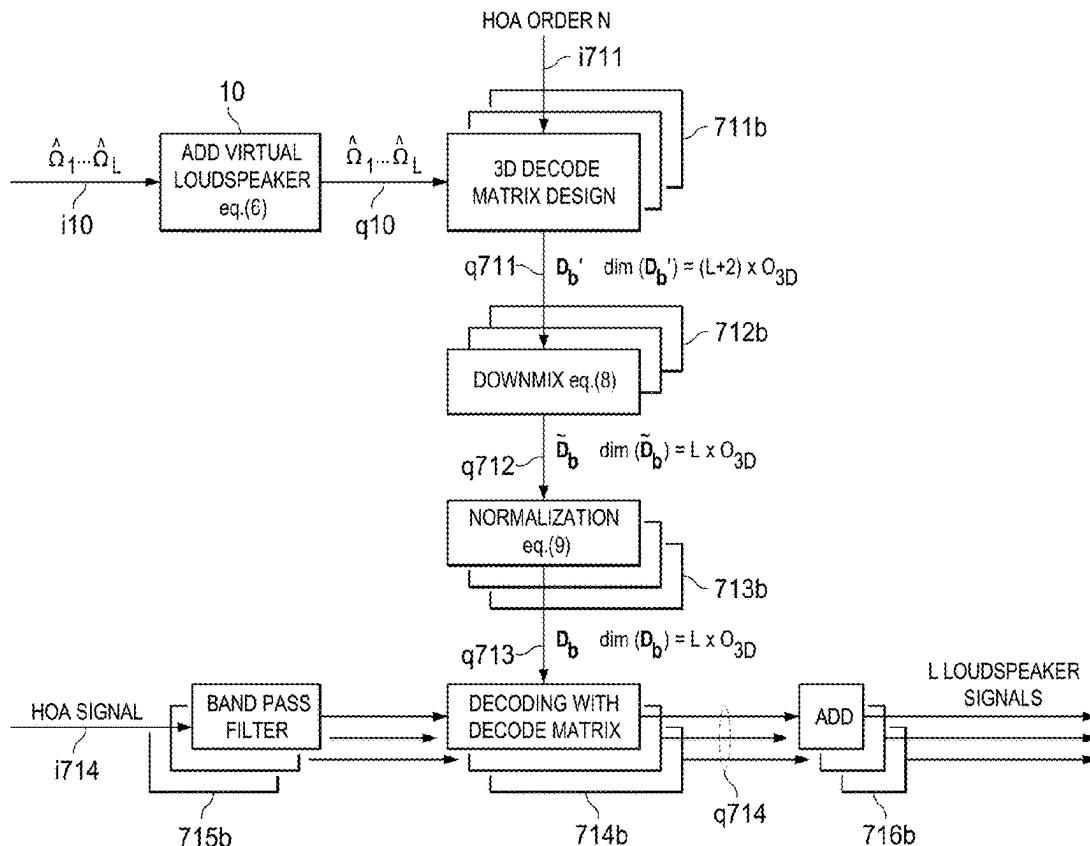 HOA ORDER N
i711
10
711b
Ω̂₁...Ω̂_L
ADD VIRTUAL
LOUDSPEAKER
eq.(6)
Ω̂₁...Ω̂_L
3D DECODE
MATRIX DESIGN
i10
q10
q711
D_b' dim (D_b') = (L+2) x O_3D
712b
DOWNMIX eq.(8)
q712
D̃_b dim (D̃_b) = L x O_3D
NORMALIZATION
eq.(9)
713b
q713
D_b dim (D_b) = L x O_3D
HOA SIGNAL
BAND PASS
FILTER
DECODING WITH
DECODE MATRIX
ADD
L LOUDSPEAKER
SIGNALS
i714
q714
715b
714b
716b